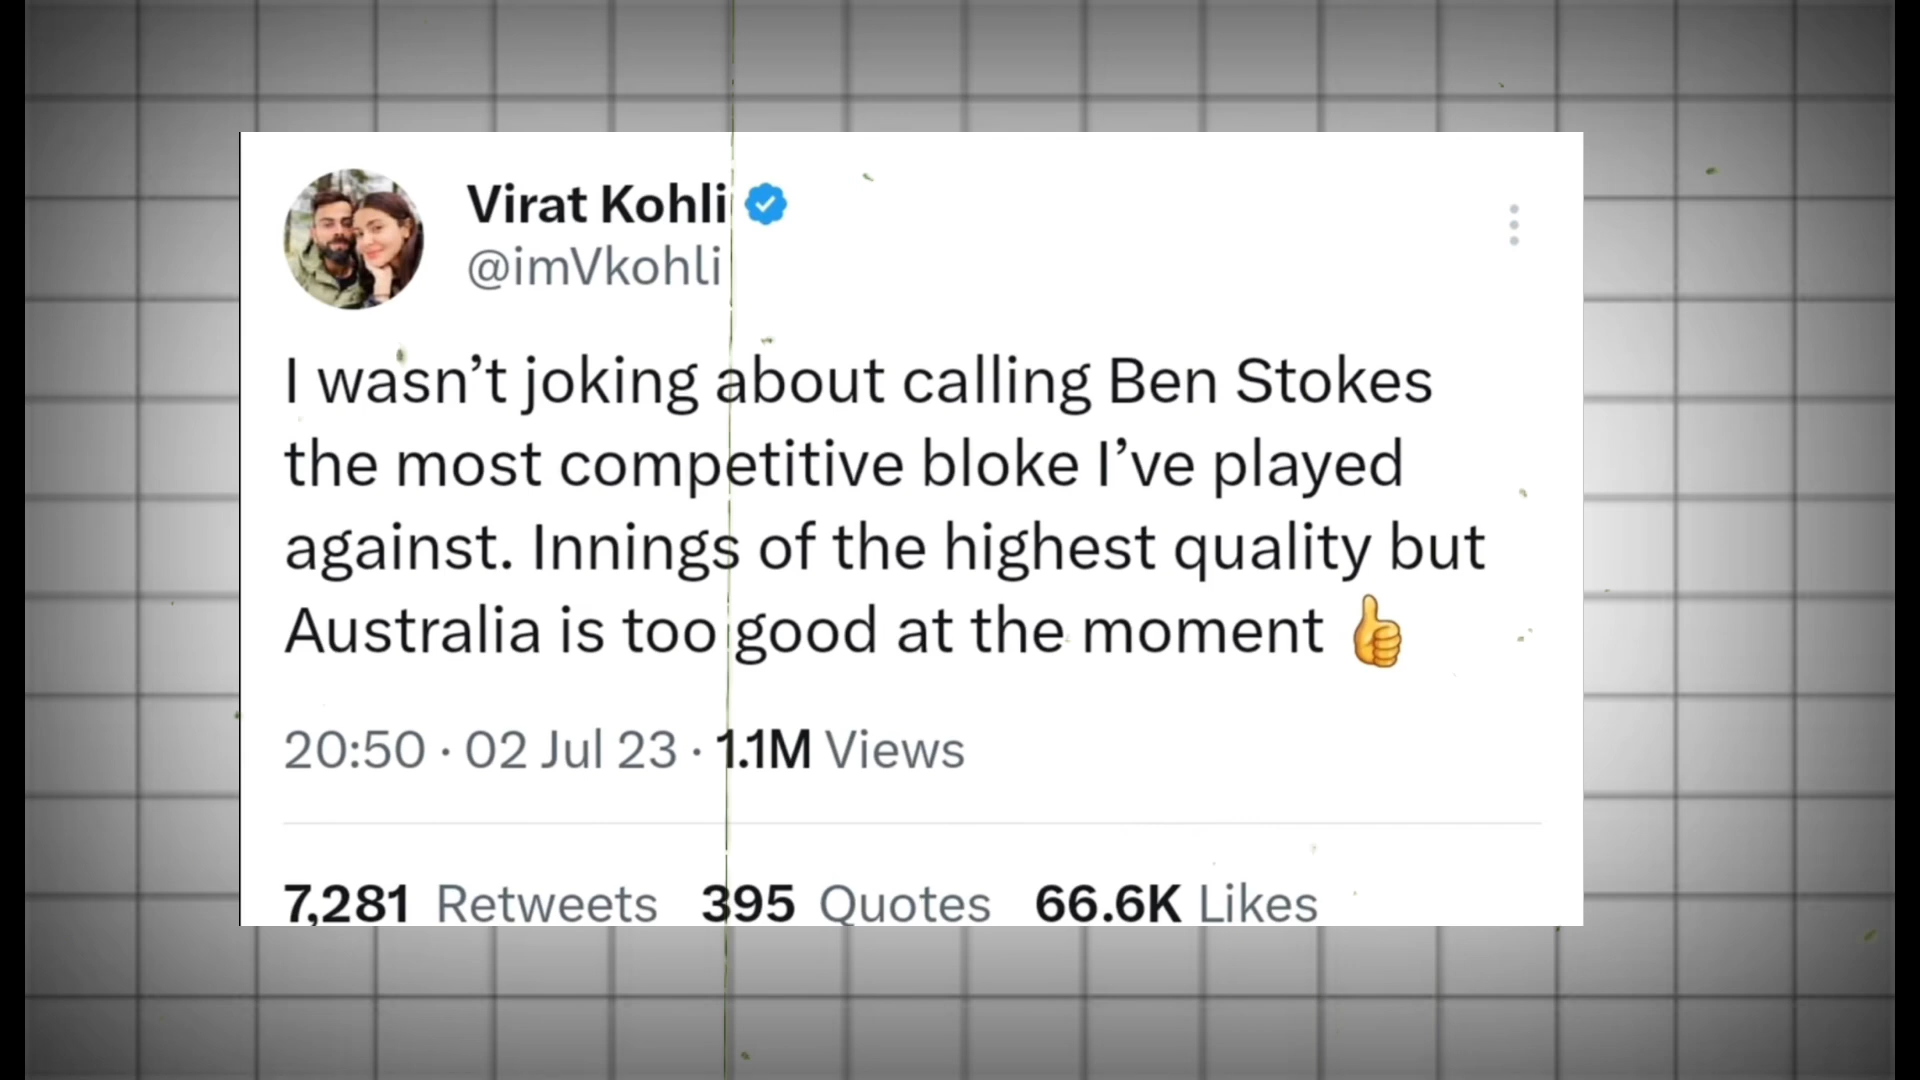 Virat Kohli
@imVkohli
I wasn’t joking about calling Ben Stokes
the most competitive bloke I’ve played
against. Innings of the highest quality but
Australia is too good at the moment 👍
20:50 · 02 Jul 23 · 1.1M Views
7,281 Retweets 395 Quotes 66.6K Likes